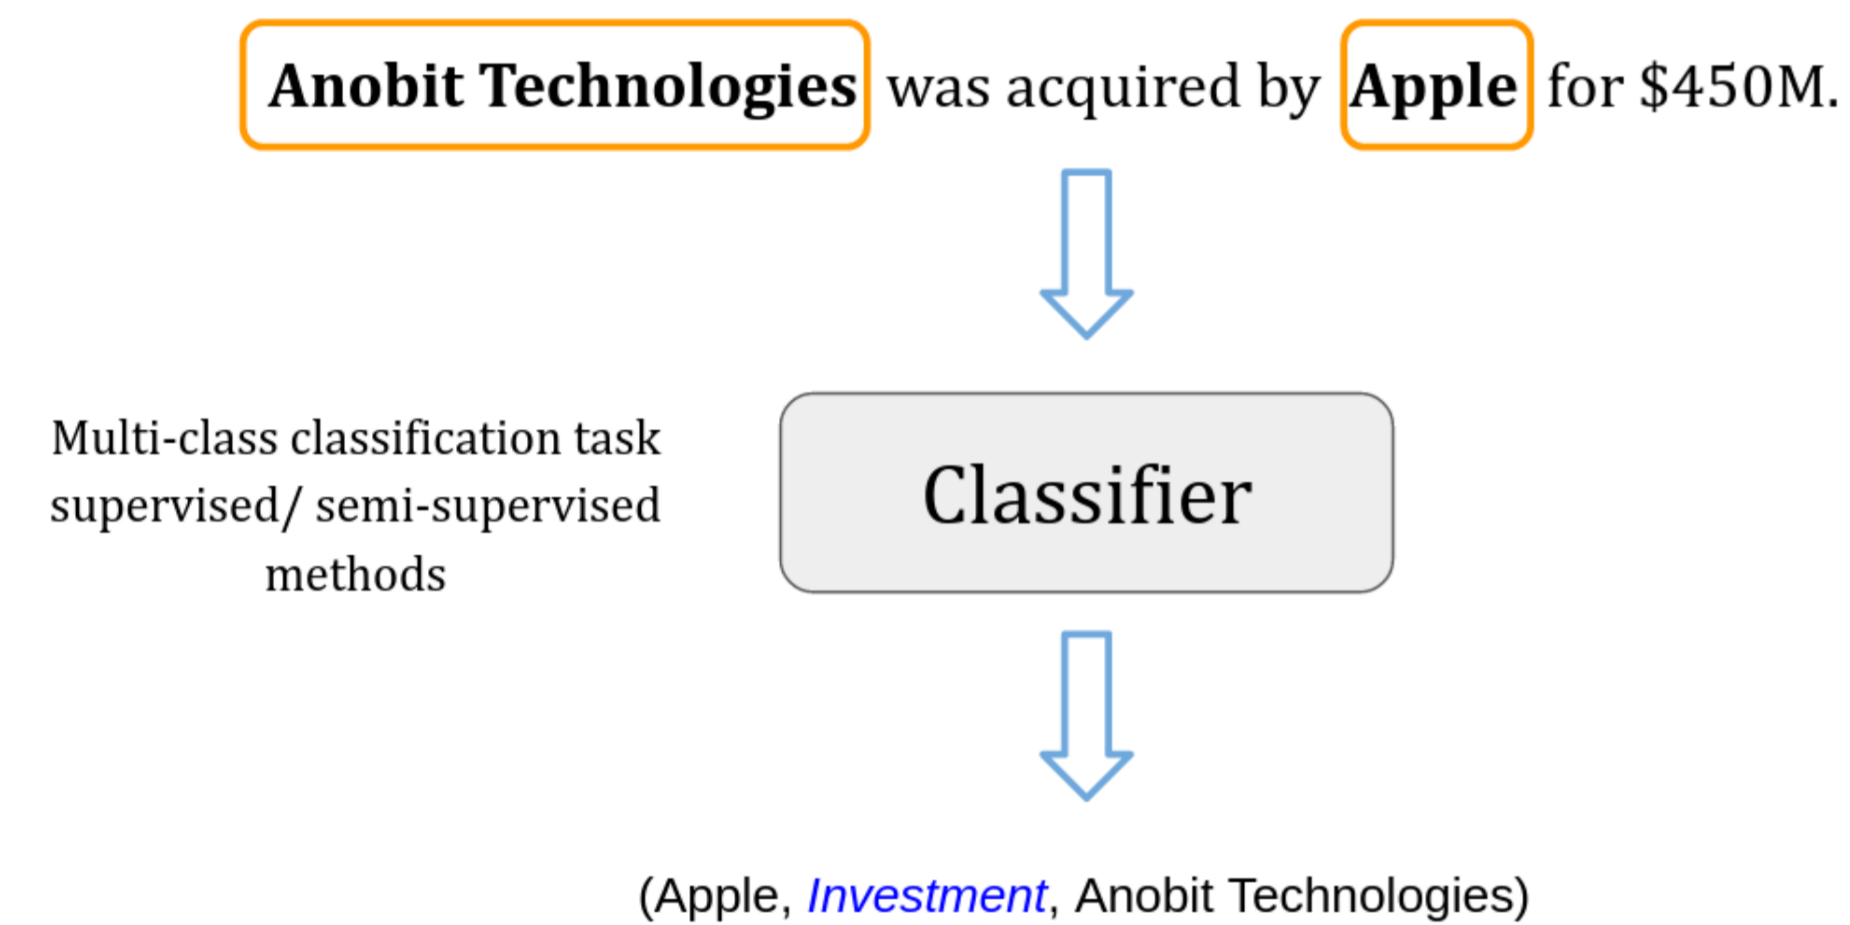 Anobit Technologies was acquired by Apple for $450M.
Multi-class classification task
supervised/ semi-supervised
methods
Classifier
(Apple, Investment, Anobit Technologies)